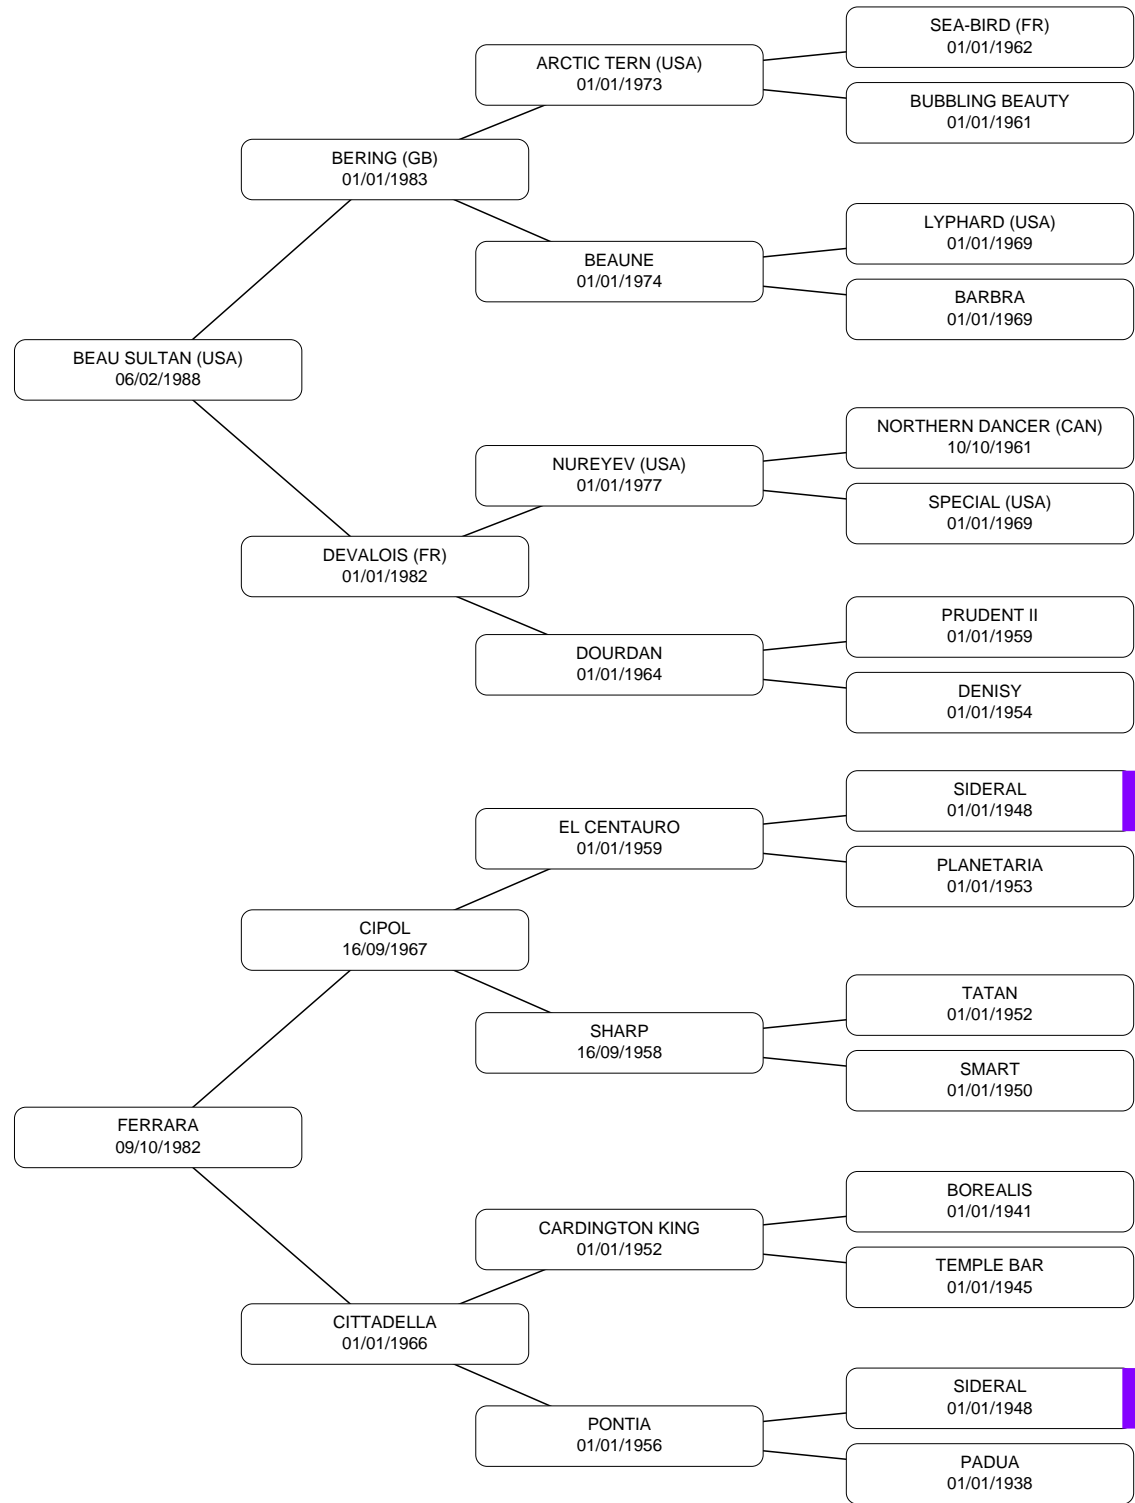 SEA-BIRD (FR)
01/01/1962
ARCTIC TERN (USA)
01/01/1973
BUBBLING BEAUTY
01/01/1961
BERING (GB)
01/01/1983
LYPHARD (USA)
01/01/1969
BEAUNE
01/01/1974
BARBRA
01/01/1969
BEAU SULTAN (USA)
06/02/1988
NORTHERN DANCER (CAN)
10/10/1961
NUREYEV (USA)
01/01/1977
SPECIAL (USA)
01/01/1969
DEVALOIS (FR)
01/01/1982
PRUDENT II
01/01/1959
DOURDAN
01/01/1964
DENISY
01/01/1954
SIDERAL
01/01/1948
EL CENTAURO
01/01/1959
PLANETARIA
01/01/1953
CIPOL
16/09/1967
TATAN
01/01/1952
SHARP
16/09/1958
SMART
01/01/1950
FERRARA
09/10/1982
BOREALIS
01/01/1941
CARDINGTON KING
01/01/1952
TEMPLE BAR
01/01/1945
CITTADELLA
01/01/1966
SIDERAL
01/01/1948
PONTIA
01/01/1956
PADUA
01/01/1938